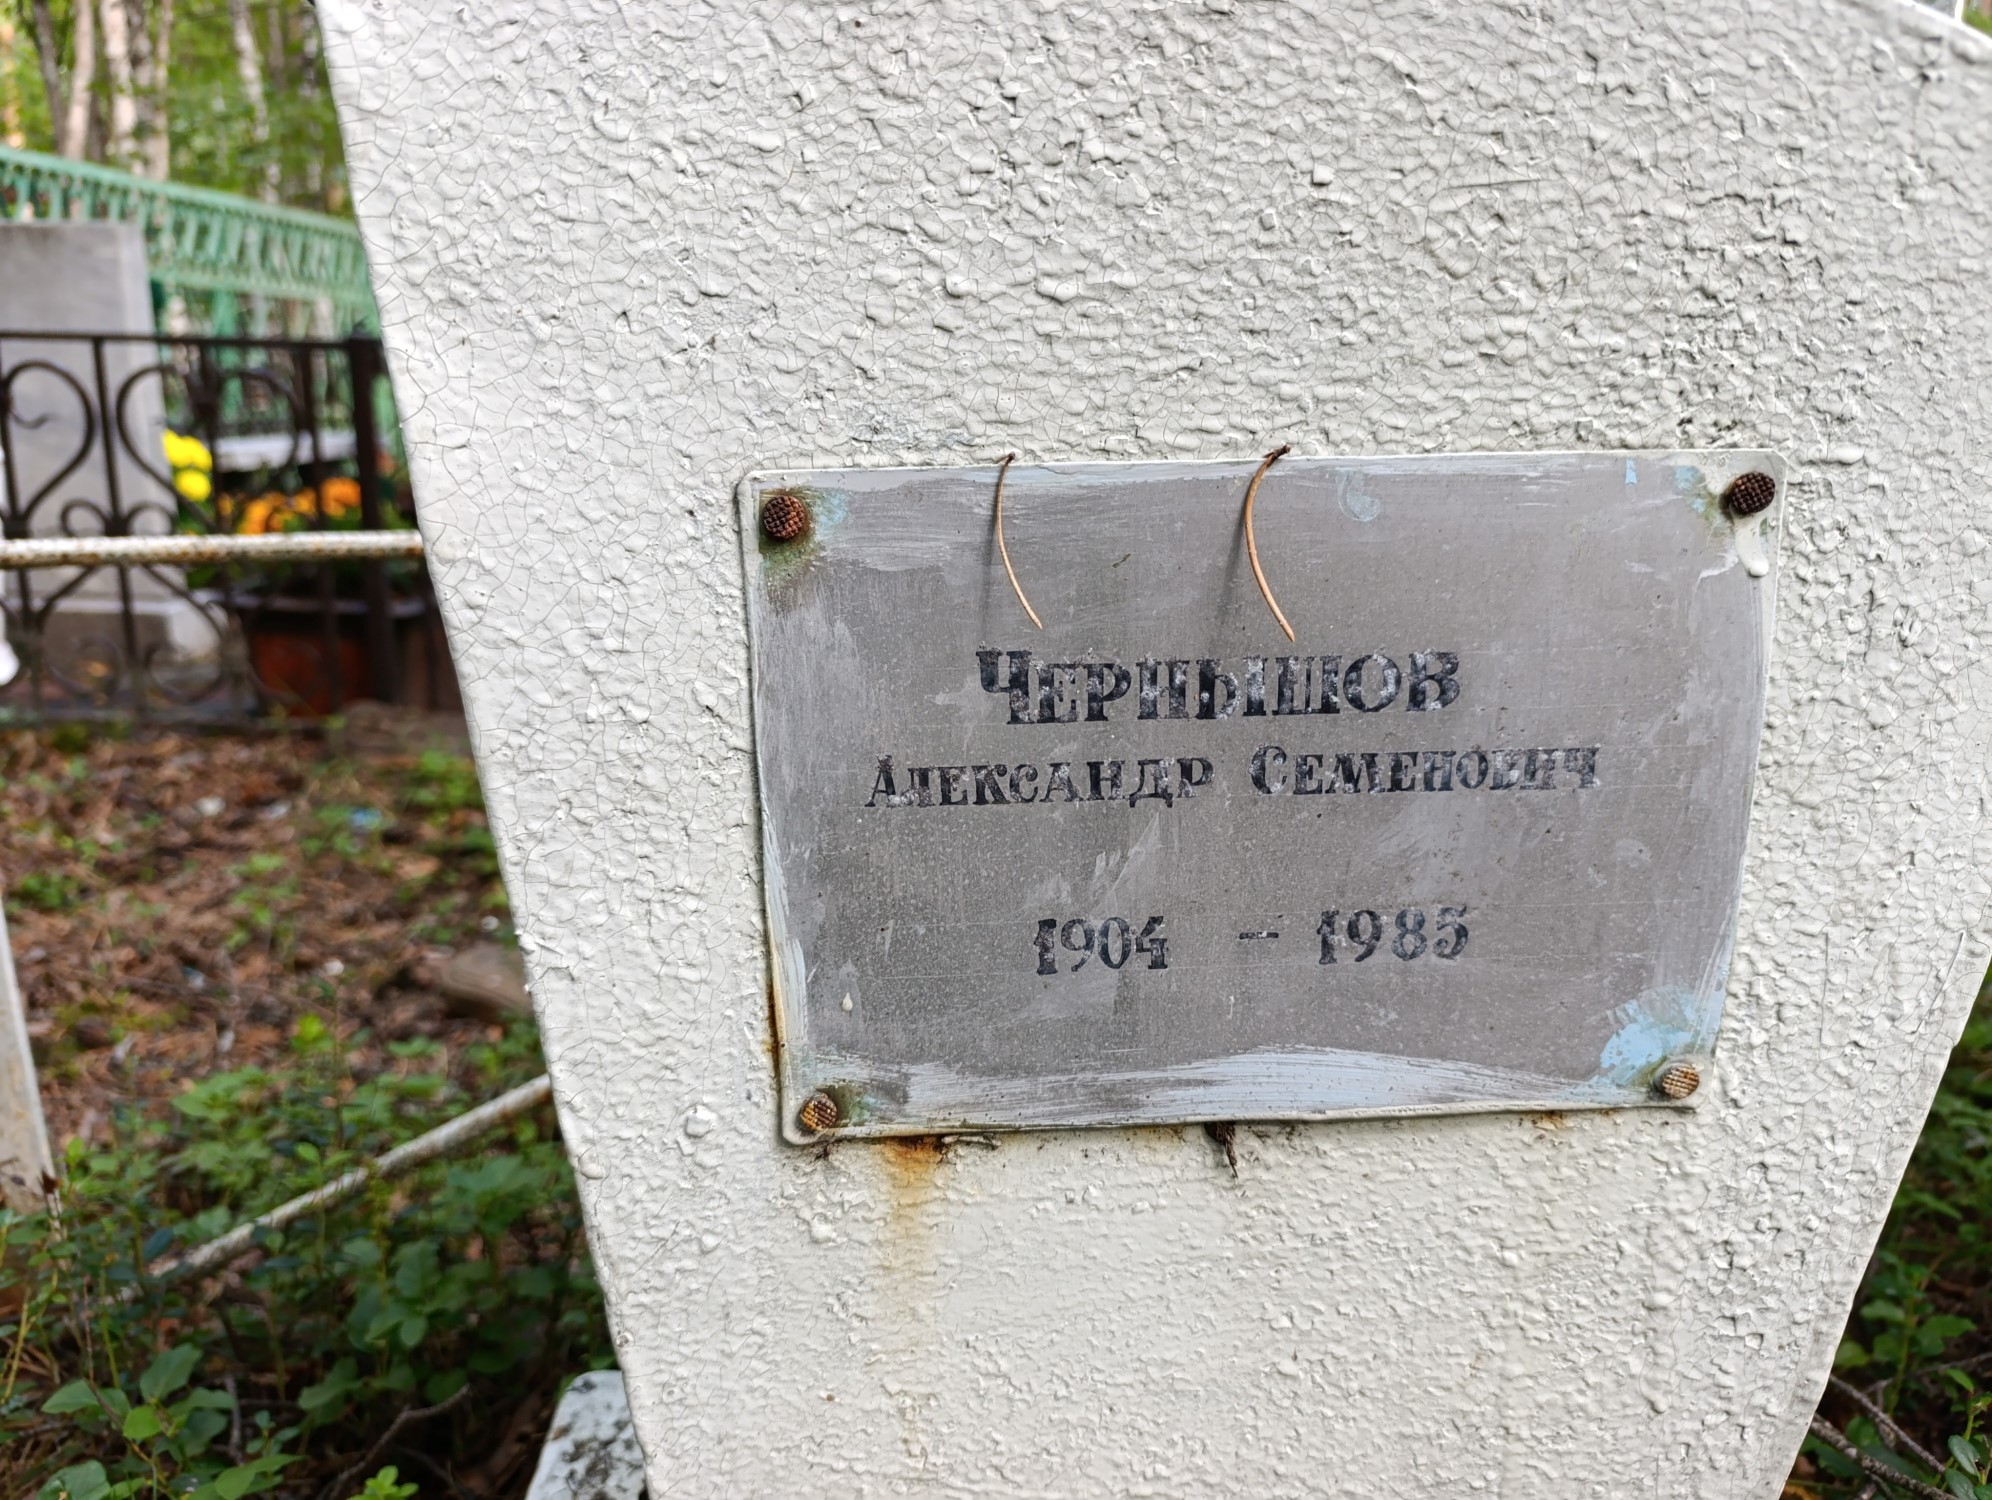 Чернышов
Александр Семенович
1904 - 1985